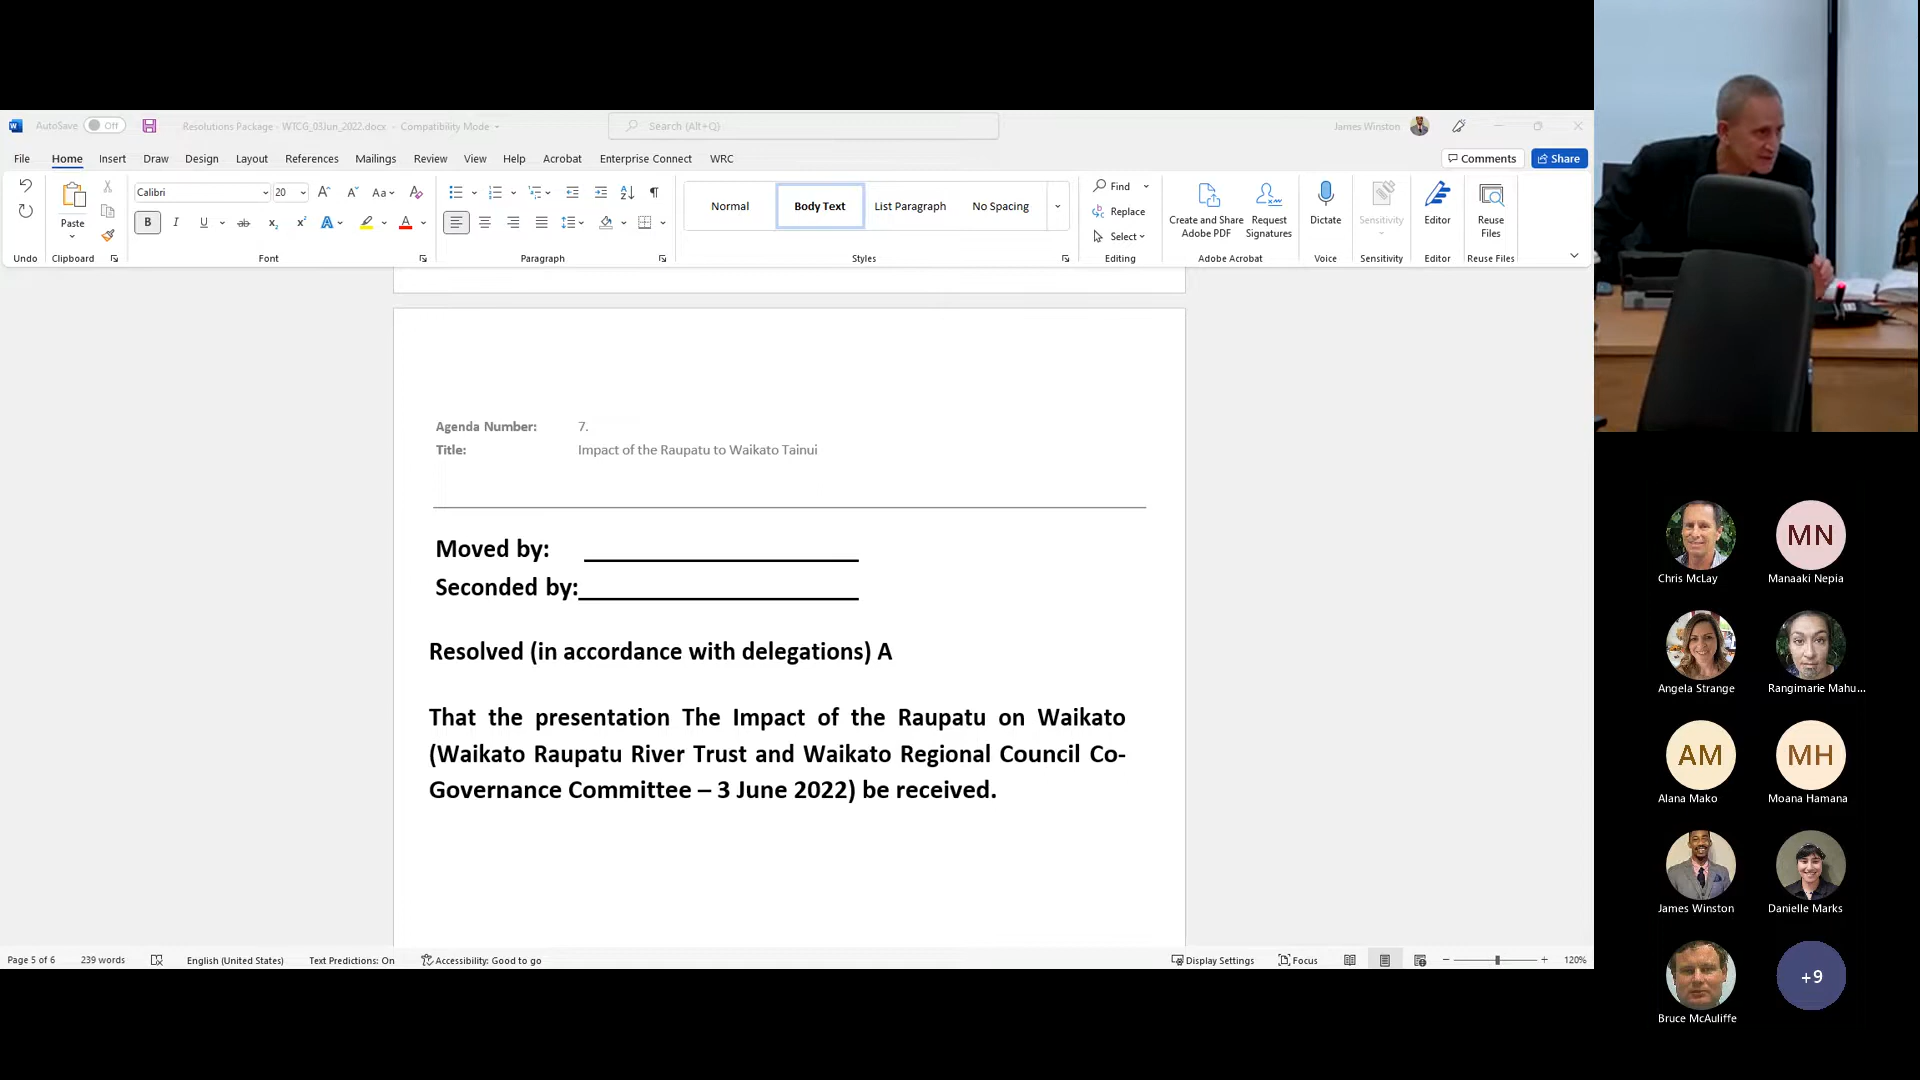 AutoSave Off Resolutions Package - WTCG_03Jun_2022.docx - Compatibility Mode Search (Alt+Q) James Winston
File Home Insert Draw Design Layout References Mailings Review View Help Acrobat Enterprise Connect WRC Comments Share
Paste Calibri 20 Normal Body Text List Paragraph No Spacing Find Replace Select
Create and Share Adobe PDF
Request Signatures
Dictate Sensitivity Editor
Reuse Files
Undo Clipboard Font Paragraph Styles Editing Adobe Acrobat Voice Sensitivity Editor Reuse Files
Agenda Number: 7.
Title: Impact of the Raupatu to Waikato Tainui
Moved by:
Seconded by:
Resolved (in accordance with delegations) A
That the presentation The Impact of the Raupatu on Waikato
(Waikato Raupatu River Trust and Waikato Regional Council Co-
Governance Committee – 3 June 2022) be received.
Page 5 of 6 239 words English (United States) Text Predictions: On Accessibility: Good to go Display Settings Focus 120%
MN
Chris McLay Manaaki Nepia
Angela Strange Rangimarie Mahu...
AM MH
Alana Mako Moana Hamana
James Winston Danielle Marks
+9
Bruce McAuliffe